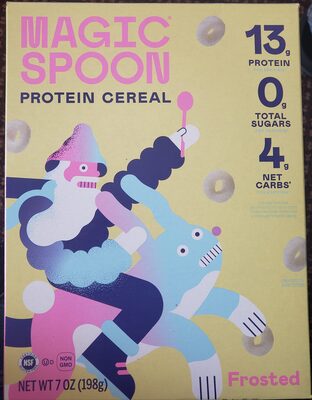 MAGIC
SPOON
PROTEIN CEREAL
13g
PROTEIN
0g
TOTAL
SUGARS
4g
NET
CARBS*
NSF
NON
GMO
NET WT 7 OZ (198g)
Frosted